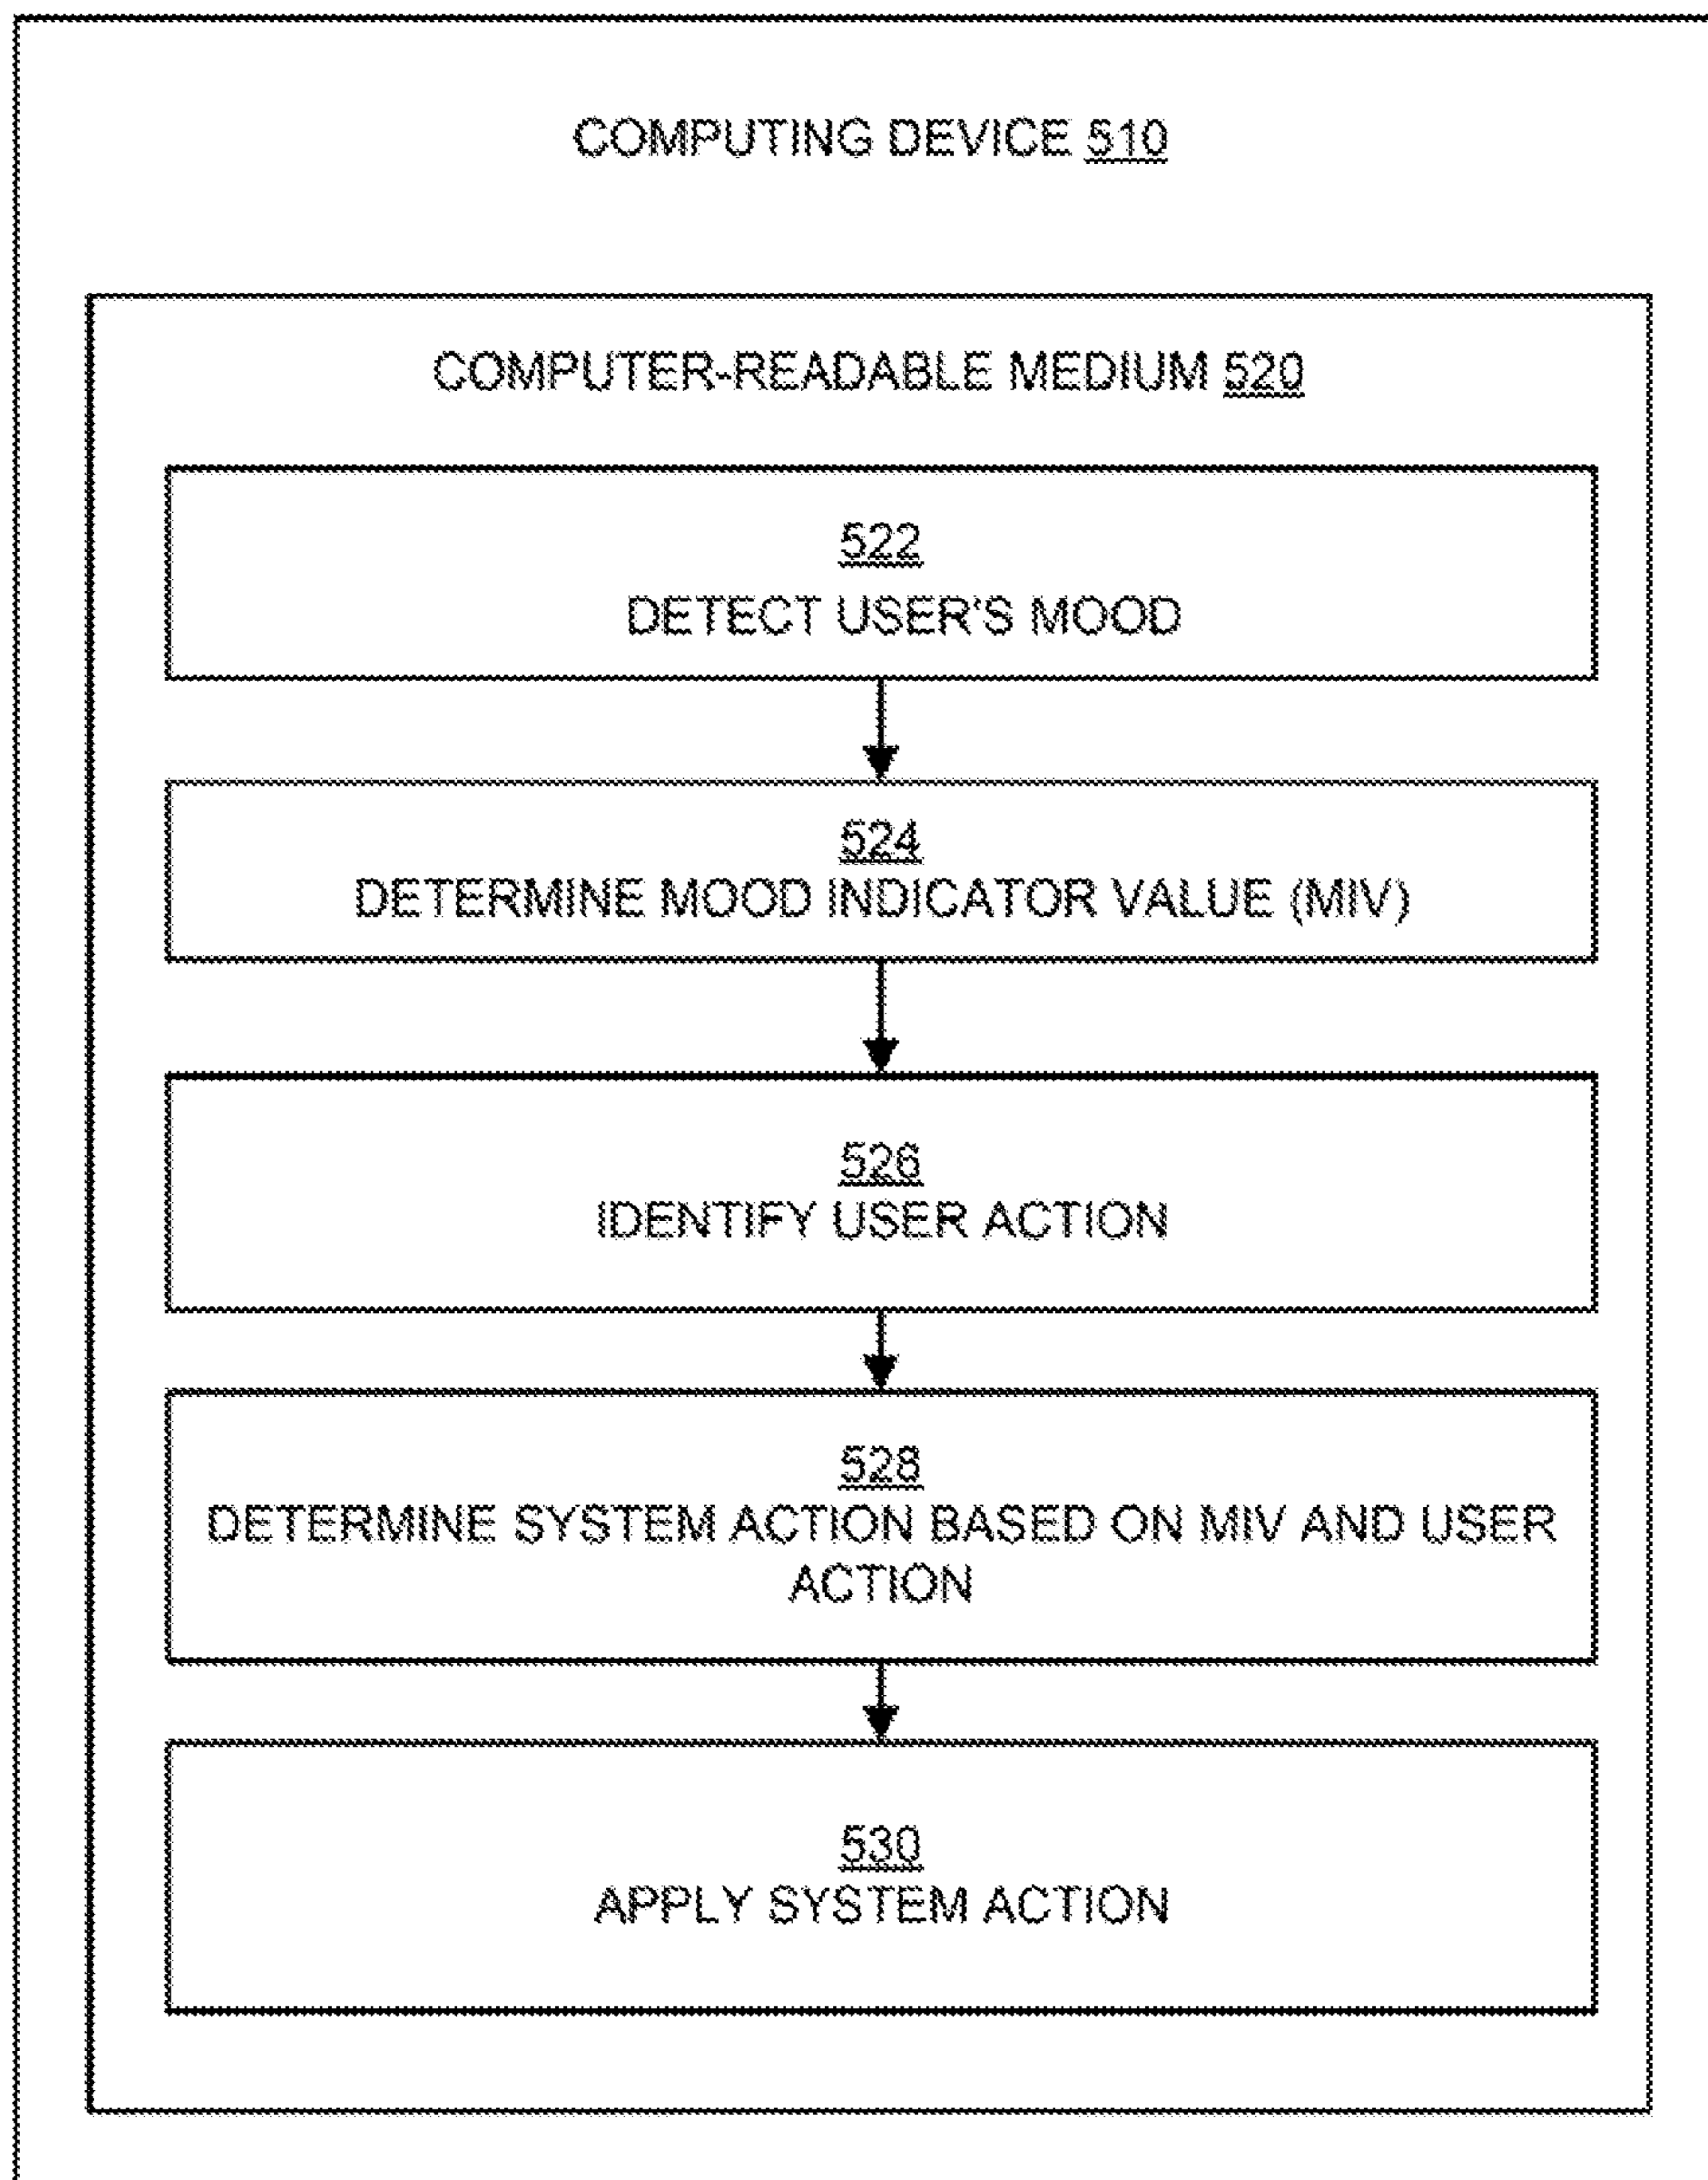 COMPUTING DEVICE 510
COMPUTER-READABLE MEDIUM 520
522
DETECT USER'S MOOD
524
DETERMINE MOOD INDICATOR VALUE (MIV)
526
IDENTIFY USER ACTION
528
DETERMINE SYSTEM ACTION BASED ON MIV AND USER
ACTION
530
APPLY SYSTEM ACTION